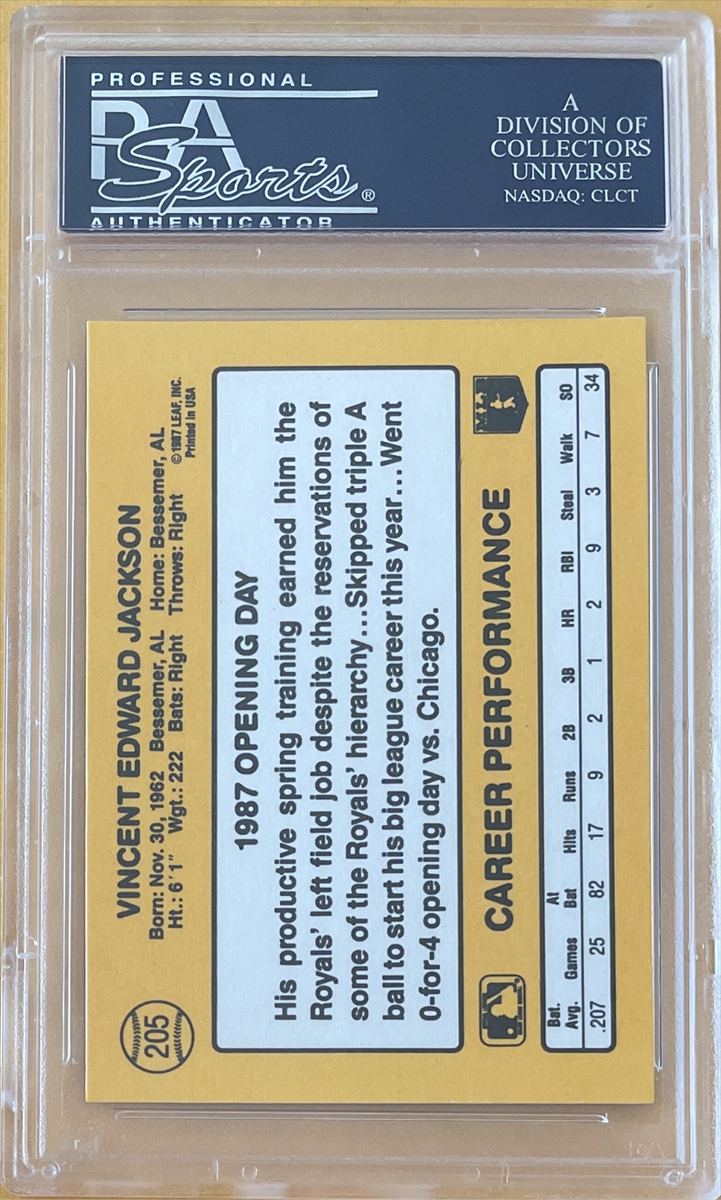 PROFESSIONAL
PSA
Sports®
AUTHENTICATOR
A
DIVISION OF
COLLECTORS
UNIVERSE
NASDAQ: CLCT
205
VINCENT EDWARD JACKSON
Born: Nov. 30, 1962 Bessemer, AL Home: Bessemer, AL
Ht.: 6'1" Wgt.: 222 Bats: Right Throws: Right
©1987 LEAF, INC.
Printed in USA
1987 OPENING DAY
His productive spring training earned him the
Royals' left field job despite the reservations of
some of the Royals' hierarchy...Skipped triple A
ball to start his big league career this year...Went
0-for-4 opening day vs. Chicago.
CAREER PERFORMANCE
Bat. At
Avg. Games Bat Hits Runs 2B 3B HR RBI Steal Walk SO
.207 25 82 17 9 2 1 2 9 3 7 34